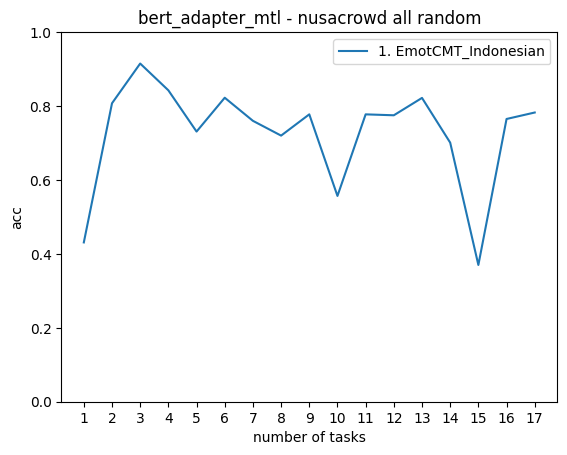 bert_adapter_mtl - nusacrowd all random
1. EmotCMT_Indonesian
1.0
0.8
0.6
0.4
0.2
0.0
acc
1 2 3 4 5 6 7 8 9 10 11 12 13 14 15 16 17
number of tasks